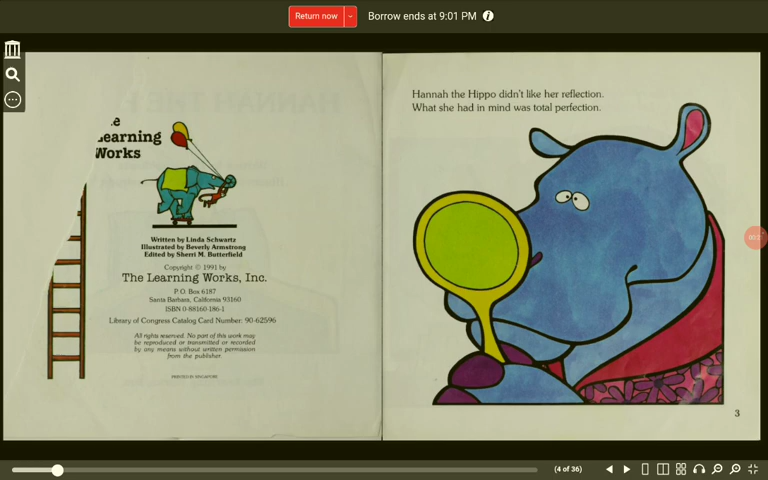 Return now
Borrow ends at 9:01 PM
Learning
Works
Written by Linda Schwartz
Illustrated by Beverly Armstrong
Edited by Sherri M. Butterfield
Copyright © 1991 by
The Learning Works, Inc.
P.O. Box 6187
Santa Barbara, California 93160
ISBN 0-88160-186-1
Library of Congress Catalog Card Number: 90-62596
All rights reserved. No part of this work may
be reproduced or transmitted or recorded
by any means without written permission
from the publisher.
PRINTED IN SINGAPORE
Hannah the Hippo didn't like her reflection.
What she had in mind was total perfection.
3
(4 of 36)